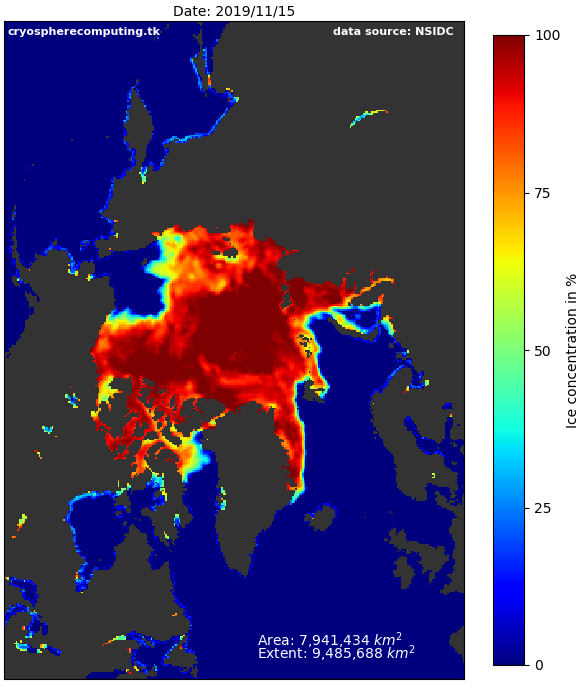 Date: 2019/11/15
cryospherecomputing.tk
data source: NSIDC
100
75
50
25
0
Ice concentration in %
Area: 7,941,434 km²
Extent: 9,485,688 km²